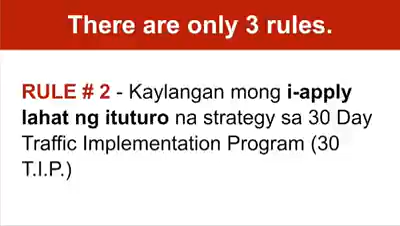 There are only 3 rules.
RULE # 2 - Kaylangan mong i-apply
lahat ng ituturo na strategy sa 30 Day
Traffic Implementation Program (30
T.I.P.)